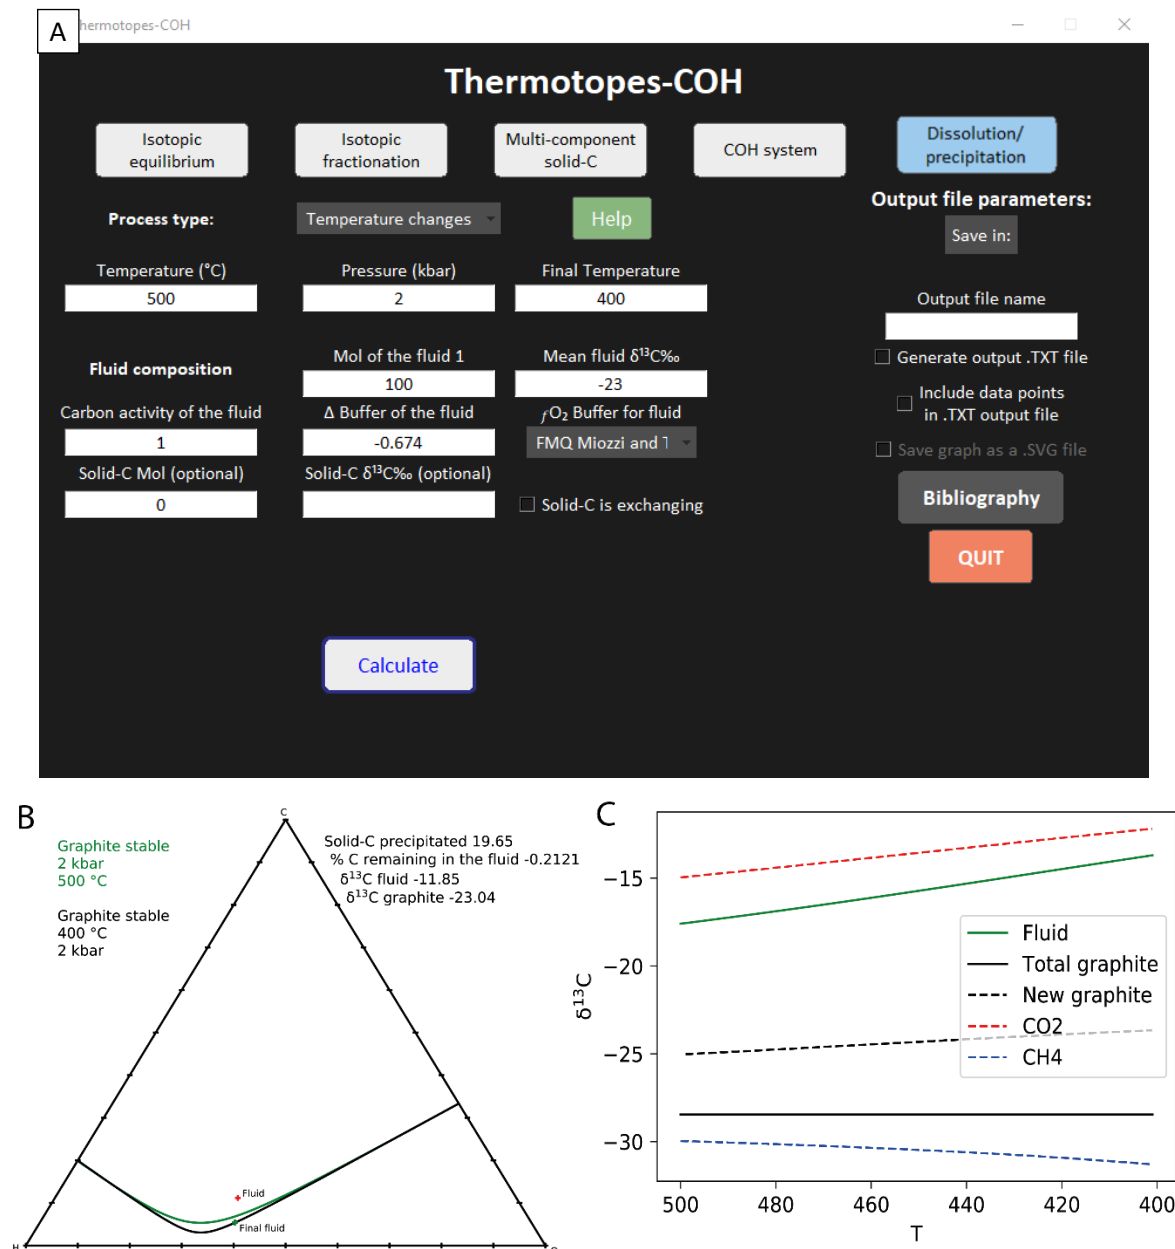 A
hermotopes-COH
Thermotopes-COH
Isotopic equilibrium
Isotopic fractionation
Multi-component solid-C
COH system
Dissolution/ precipitation
Process type:
Temperature changes
Help
Output file parameters:
Save in:
Temperature (°C)
Pressure (kbar)
Final Temperature
500
2
400
Output file name
Fluid composition
Mol of the fluid 1
Mean fluid δ¹³C‰
100
-23
Generate output .TXT file
Include data points
in .TXT output file
Carbon activity of the fluid
Δ Buffer of the fluid
ƒO₂ Buffer for fluid
1
-0.674
FMQ Miozzi and T
Save graph as a .SVG file
Solid-C Mol (optional)
Solid-C δ¹³C‰ (optional)
0
Solid-C is exchanging
Bibliography
QUIT
Calculate
B
Graphite stable
2 kbar
500 °C
Graphite stable
400 °C
2 kbar
C
Solid-C precipitated 19.65
% C remaining in the fluid -0.2121
δ¹³C fluid -11.85
δ¹³C graphite -23.04
Fluid
Final fluid
H
C
δ¹³C
−15
−20
−25
−30
Fluid
Total graphite
New graphite
CO2
CH4
500 480 460 440 420 400
T